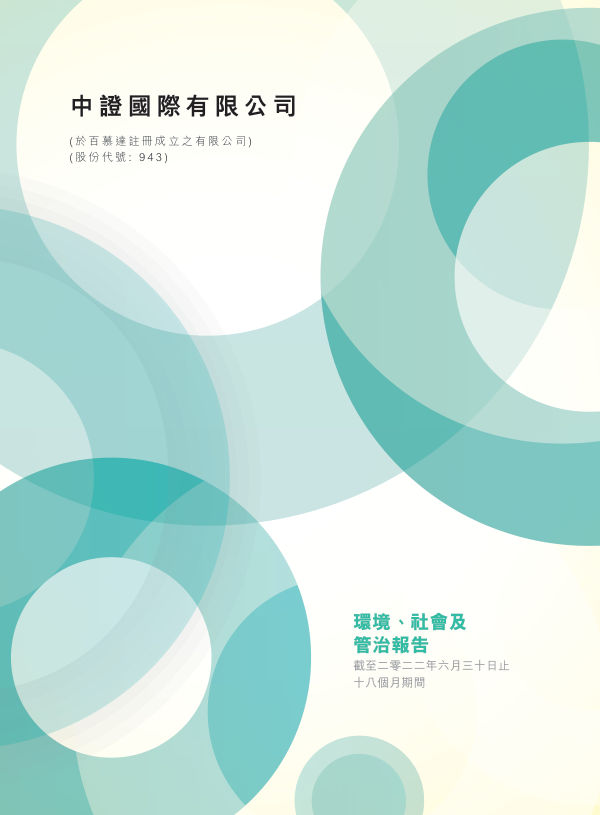 中證國際有限公司
(於百慕達註冊成立之有限公司)
(股份代號: 943)
環境、社會及
管治報告
截至二零二二年六月三十日止
十八個月期間